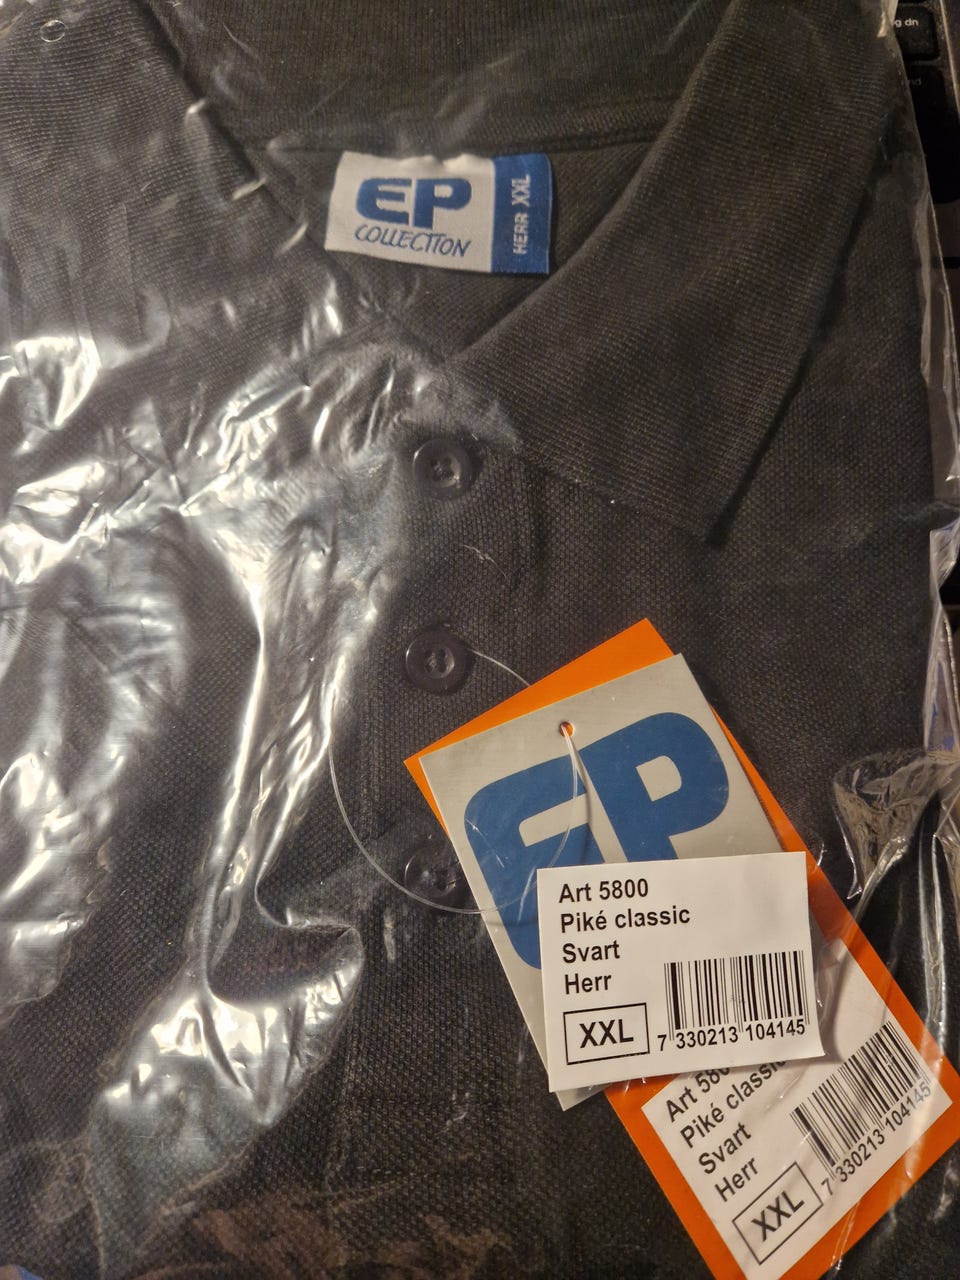 EP
COLLECTION
HERR XXL
EP
Art 5800
Piké classic
Svart
Herr
XXL
7 330213 104145
Piké classic
Svart
Herr
XXL
7 330213 104145